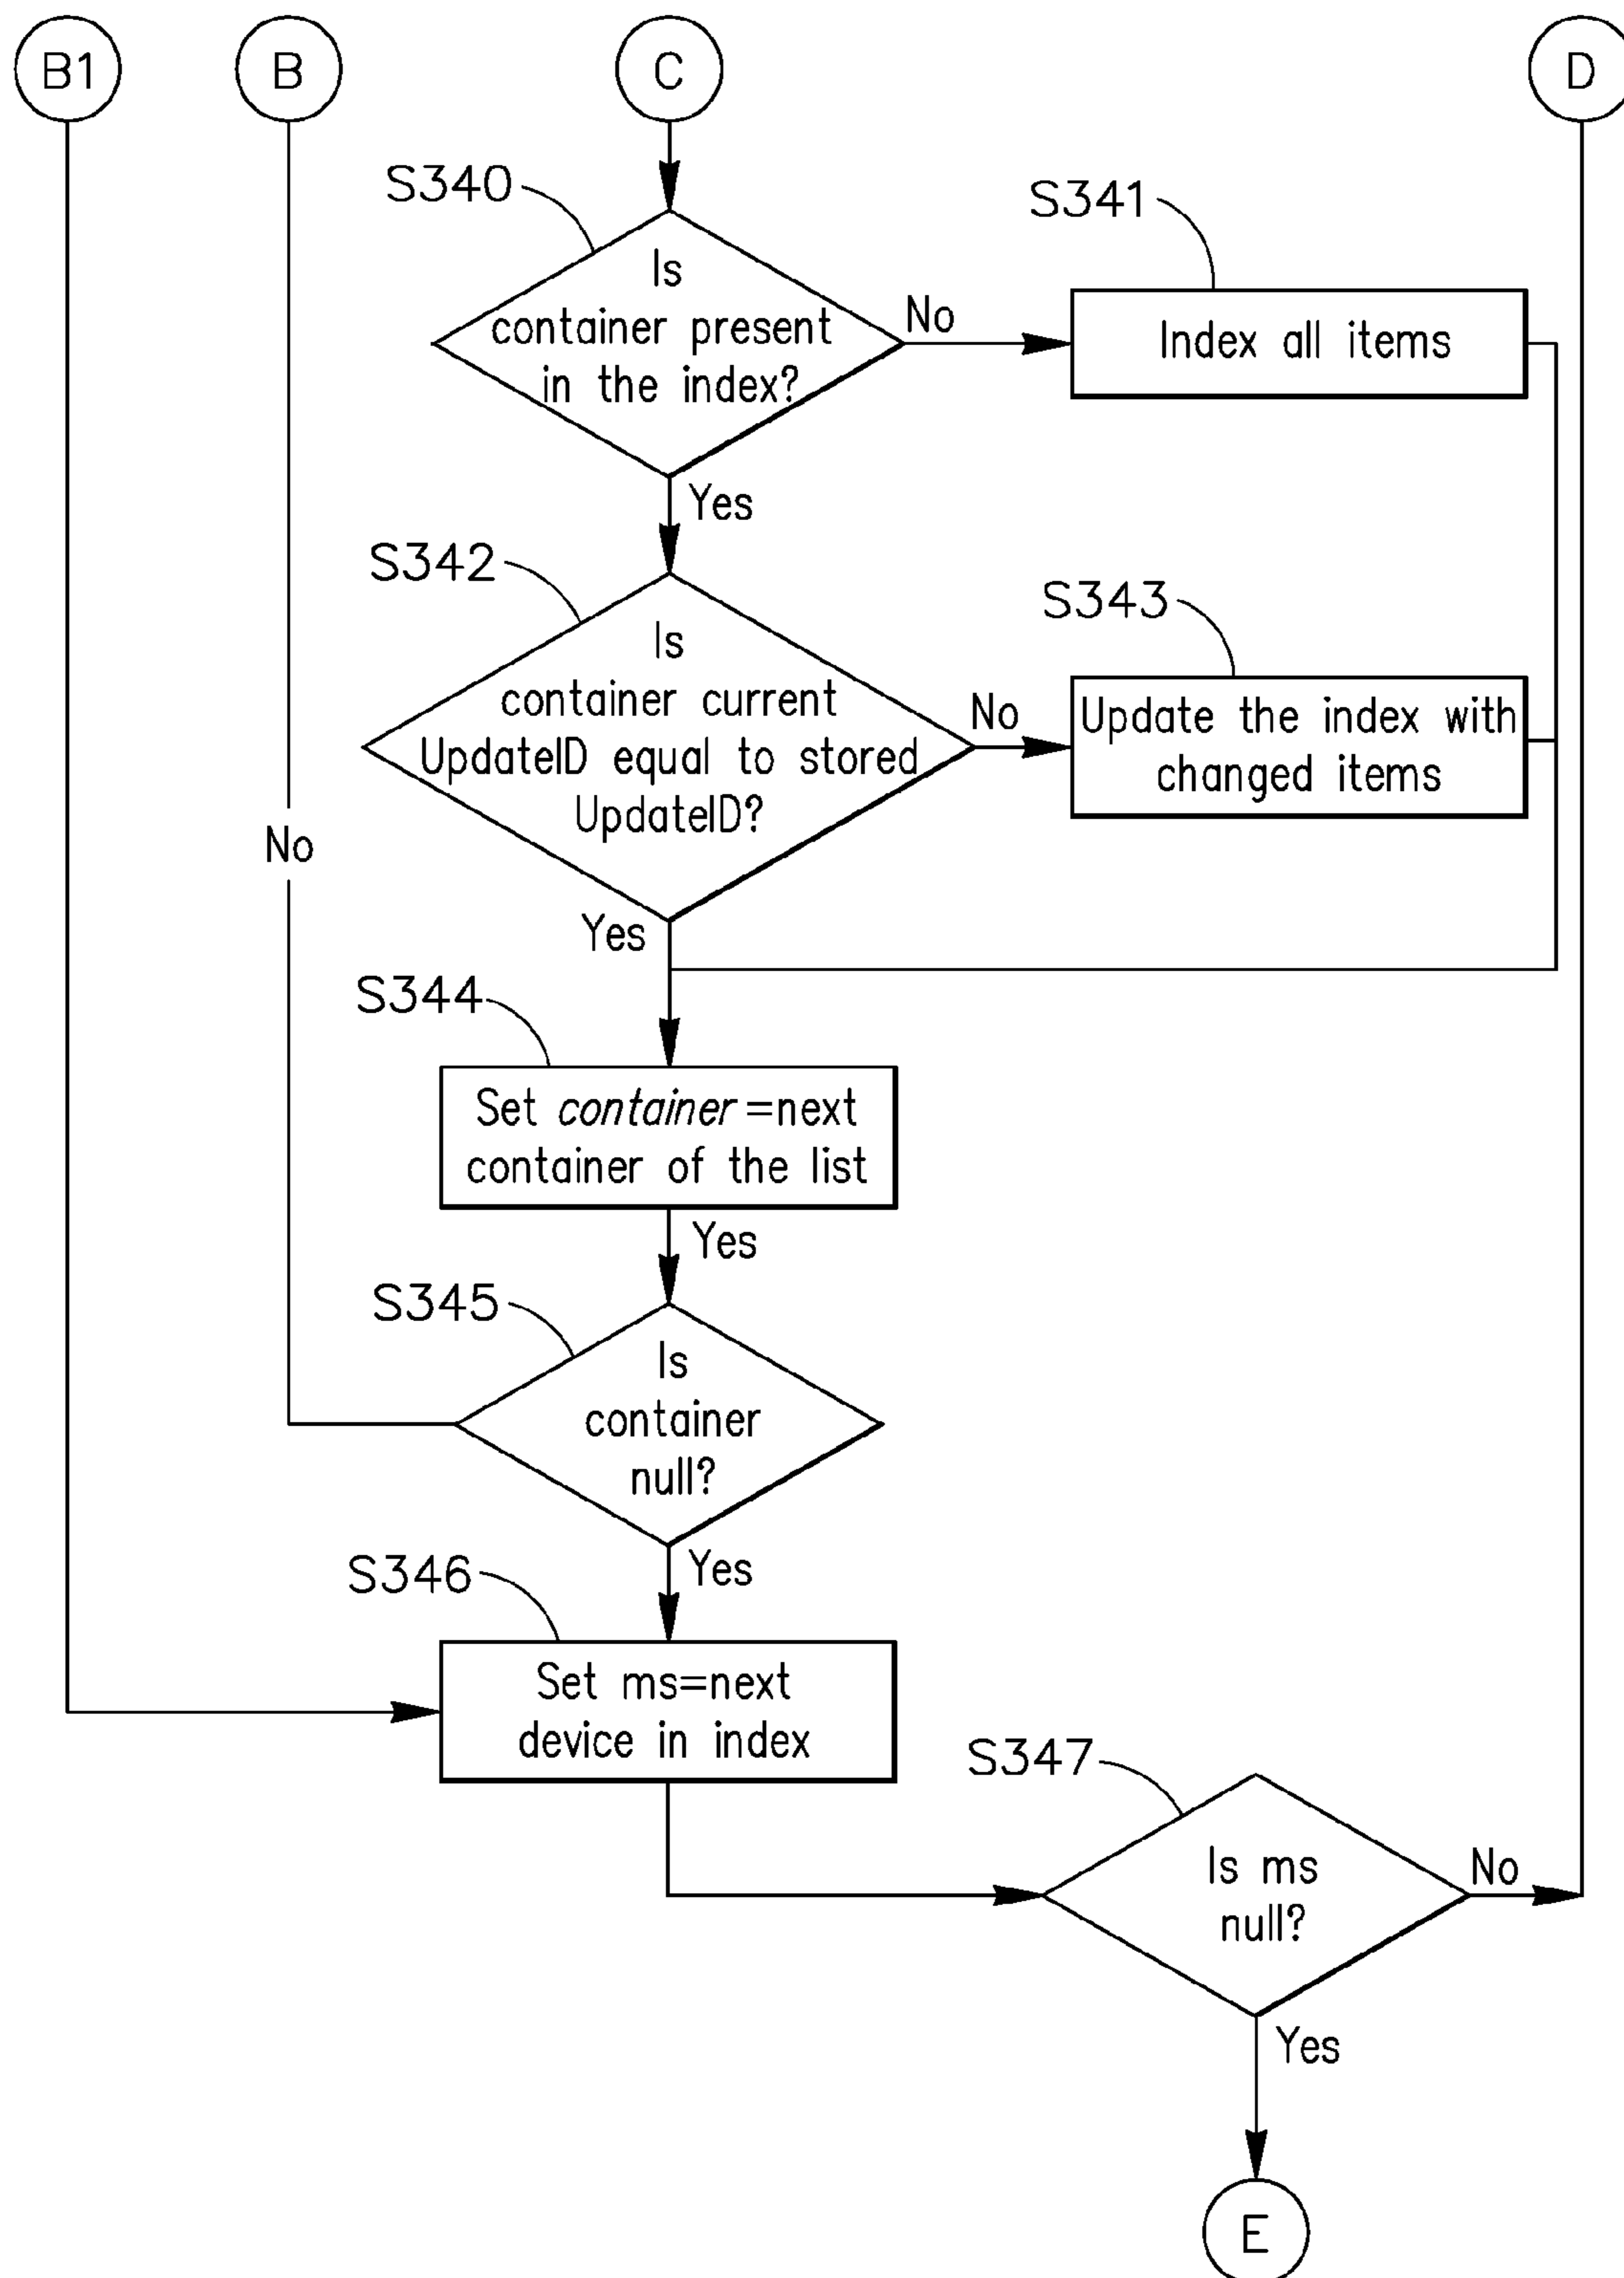 B1
B
C
D
S340
Is
container present
in the index?
No
S341
Index all items
Yes
S342
Is
container current
UpdateID equal to stored
UpdateID?
No
S343
Update the index with
changed items
No
Yes
S344
Set container=next
container of the list
Yes
S345
Is
container
null?
Yes
S346
Set ms=next
device in index
S347
Is ms
null?
No
Yes
E